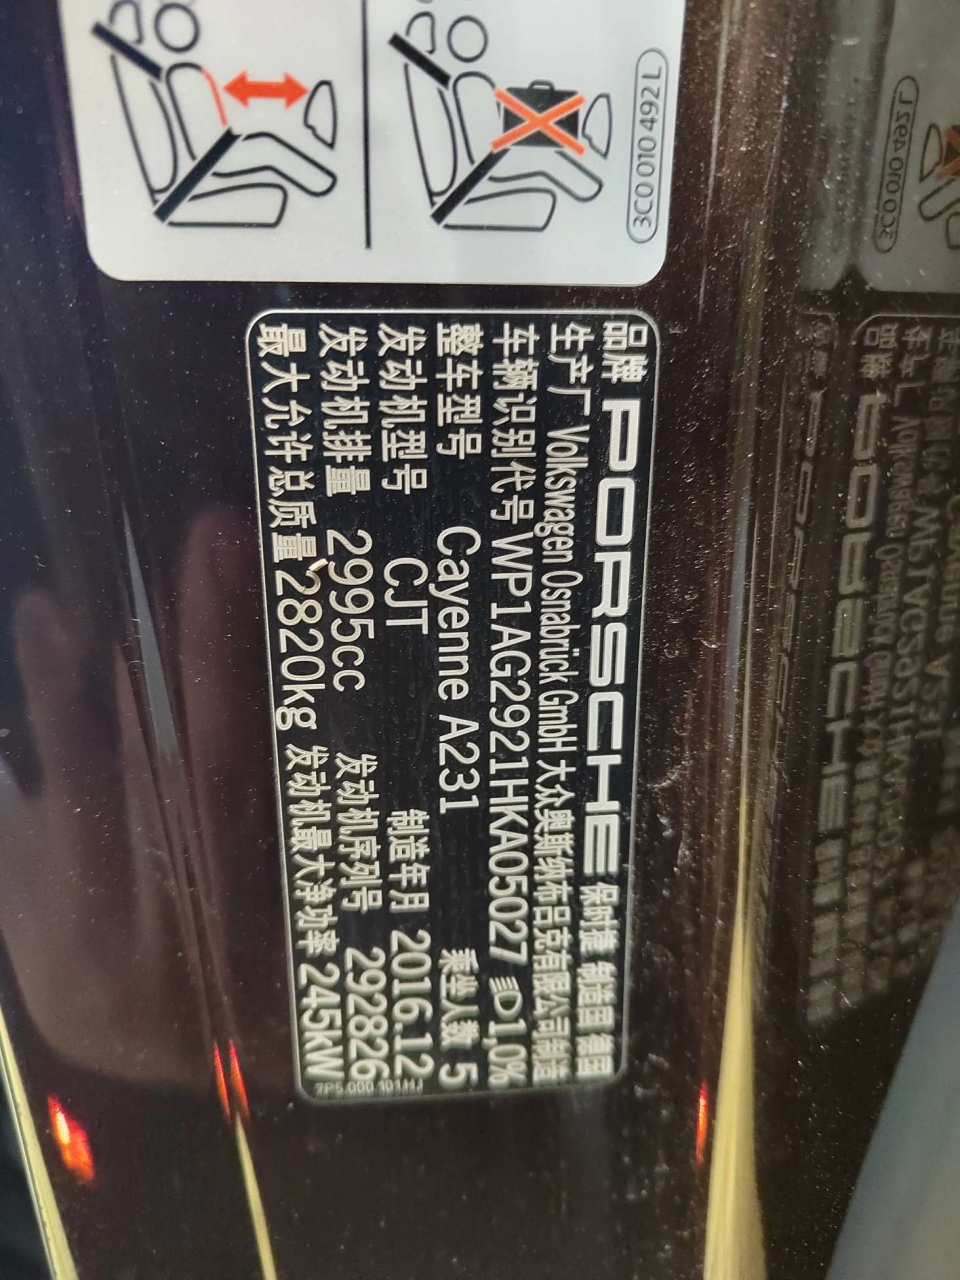 3C0 010 492 L
品牌 PORSCHE 保时捷 制造国 德国
生产厂 Volkswagen Osnabrück GmbH 大众奥斯纳布吕克有限公司制造
车辆识别代号 WP1AG2921HKA05027 1,0%
整车型号 Cayenne A231 乘坐人数 5
发动机型号 CJT 制造年月 2016.12
发动机排量 2995cc 发动机序列号 292826
最大允许总质量 2820kg 发动机最大净功率 245kW